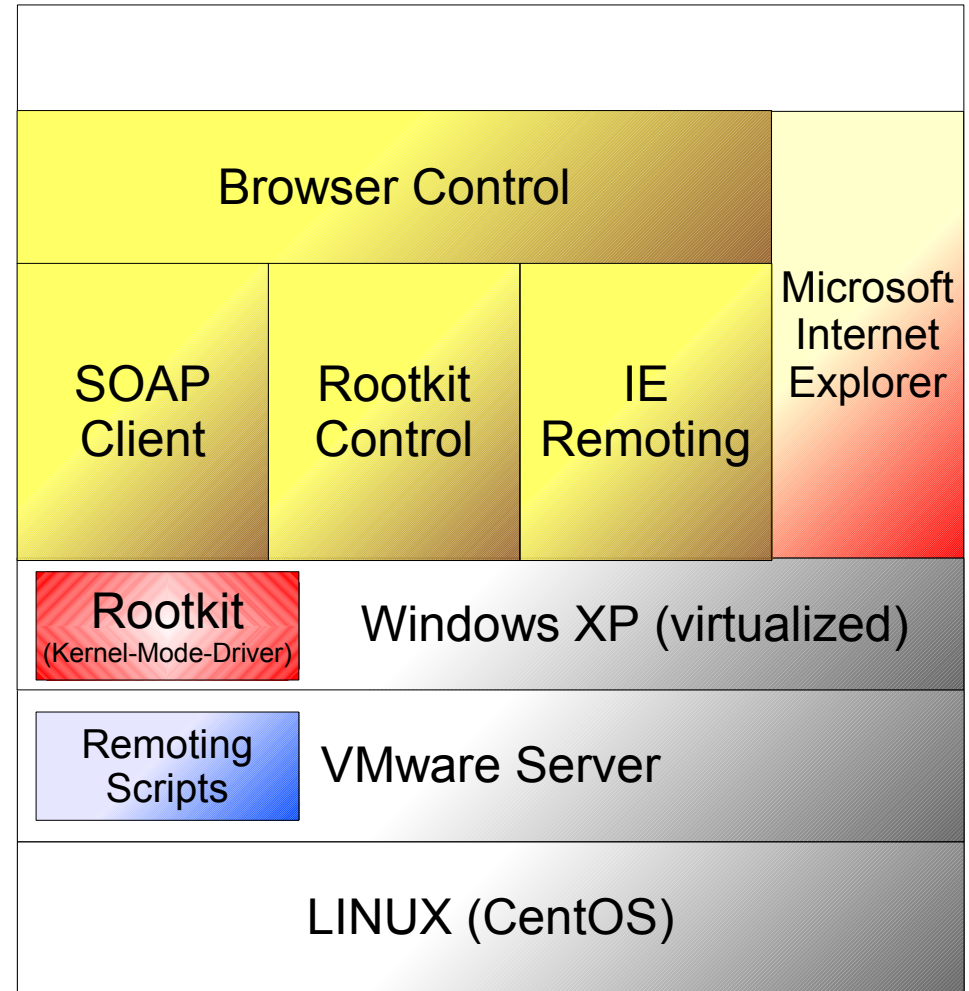 Browser Control
SOAP
Client
Rootkit
Control
IE
Remoting
Microsoft
Internet
Explorer
Rootkit
(Kernel-Mode-Driver)
Windows XP (virtualized)
Remoting
Scripts
VMware Server
LINUX (CentOS)